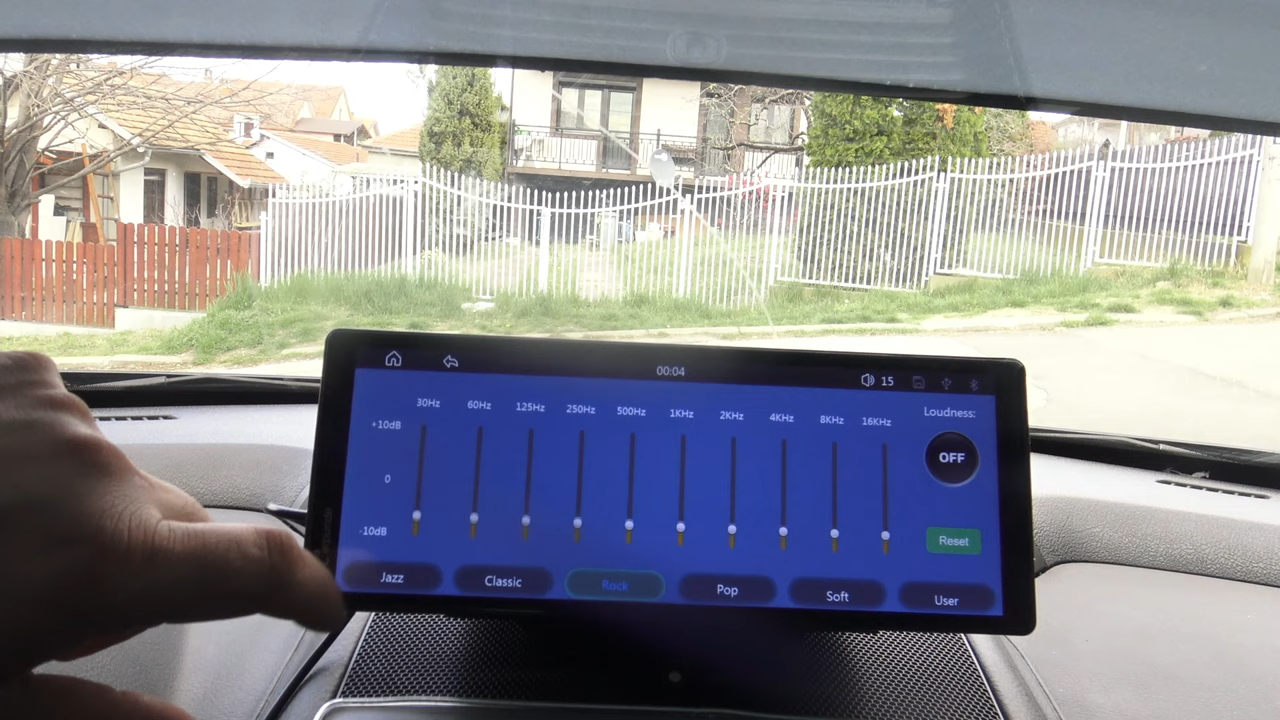 00:04
15
30Hz 60Hz 125Hz 250Hz 500Hz 1KHz 2KHz 4KHz 8KHz 16KHz
Loudness:
+10dB
OFF
0
-10dB
Reset
Jazz Classic Rock Pop Soft User